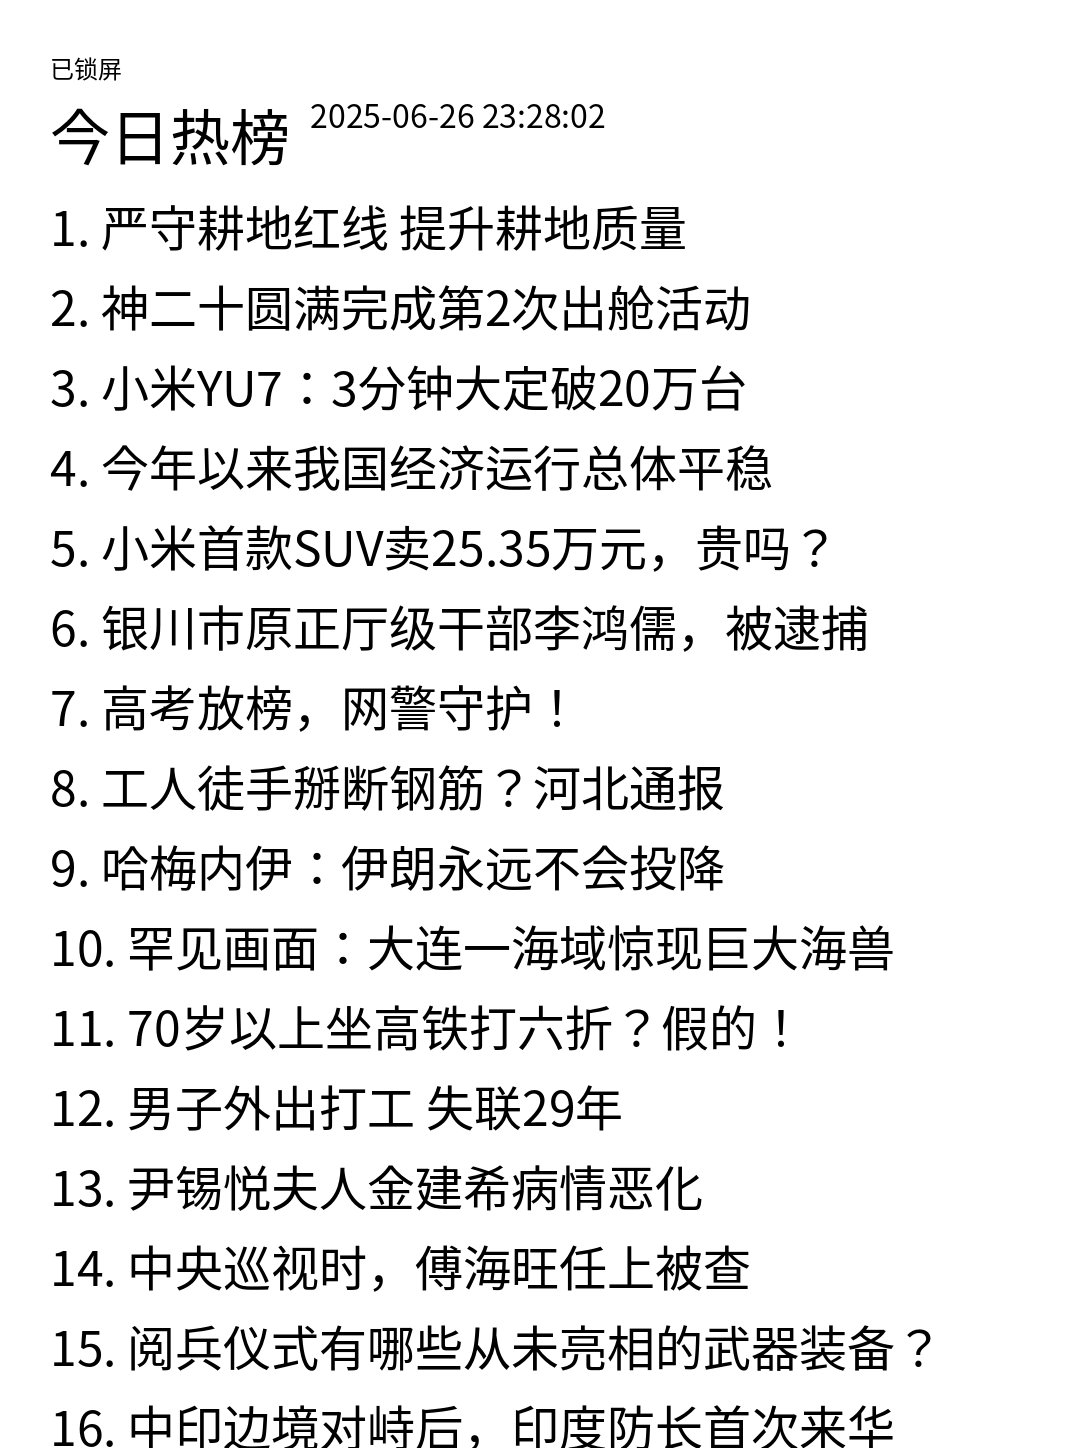 已锁屏
今日热榜 2025-06-26 23:28:02
1. 严守耕地红线 提升耕地质量
2. 神二十圆满完成第2次出舱活动
3. 小米YU7：3分钟大定破20万台
4. 今年以来我国经济运行总体平稳
5. 小米首款SUV卖25.35万元，贵吗？
6. 银川市原正厅级干部李鸿儒，被逮捕
7. 高考放榜，网警守护！
8. 工人徒手掰断钢筋？河北通报
9. 哈梅内伊：伊朗永远不会投降
10. 罕见画面：大连一海域惊现巨大海兽
11. 70岁以上坐高铁打六折？假的！
12. 男子外出打工 失联29年
13. 尹锡悦夫人金建希病情恶化
14. 中央巡视时，傅海旺任上被查
15. 阅兵仪式有哪些从未亮相的武器装备？
16. 中印边境对峙后，印度防长首次来华